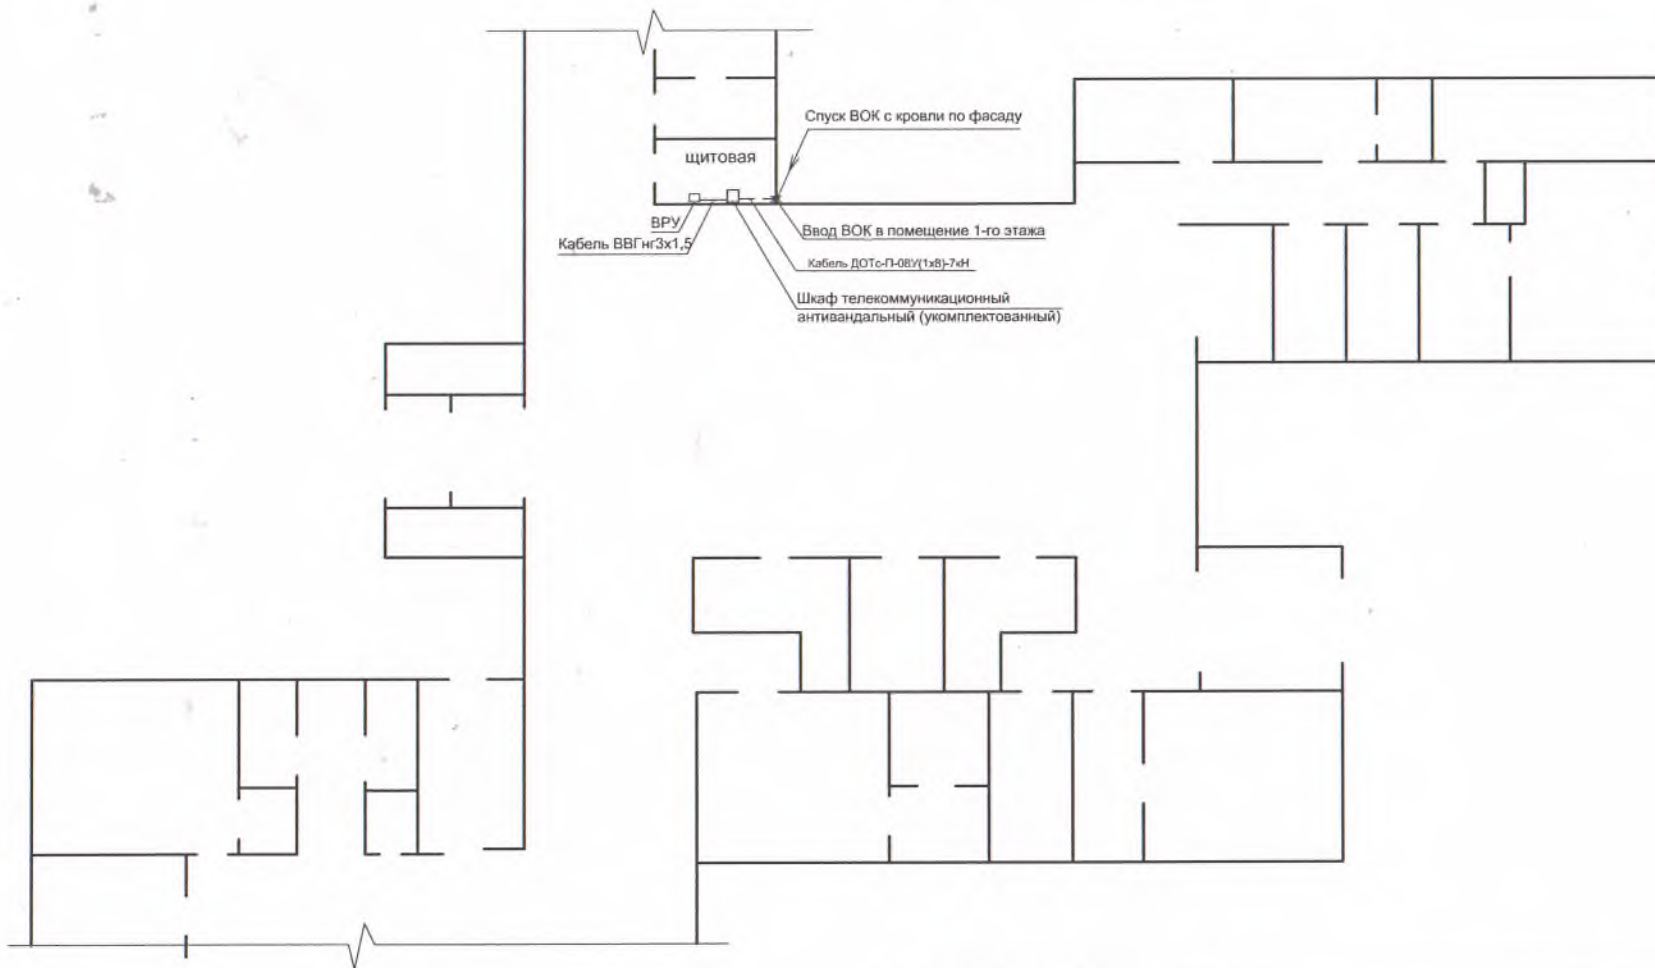 Спуск ВОК с кровли по фасаду
щитовая
ВРУ
Ввод ВОК в помещение 1-го этажа
Кабель ВВГнг3х1,5
Кабель ДОТс-П-08У(1х8)-7кН
Шкаф телекоммуникационный
антивандальный (укомплектованный)